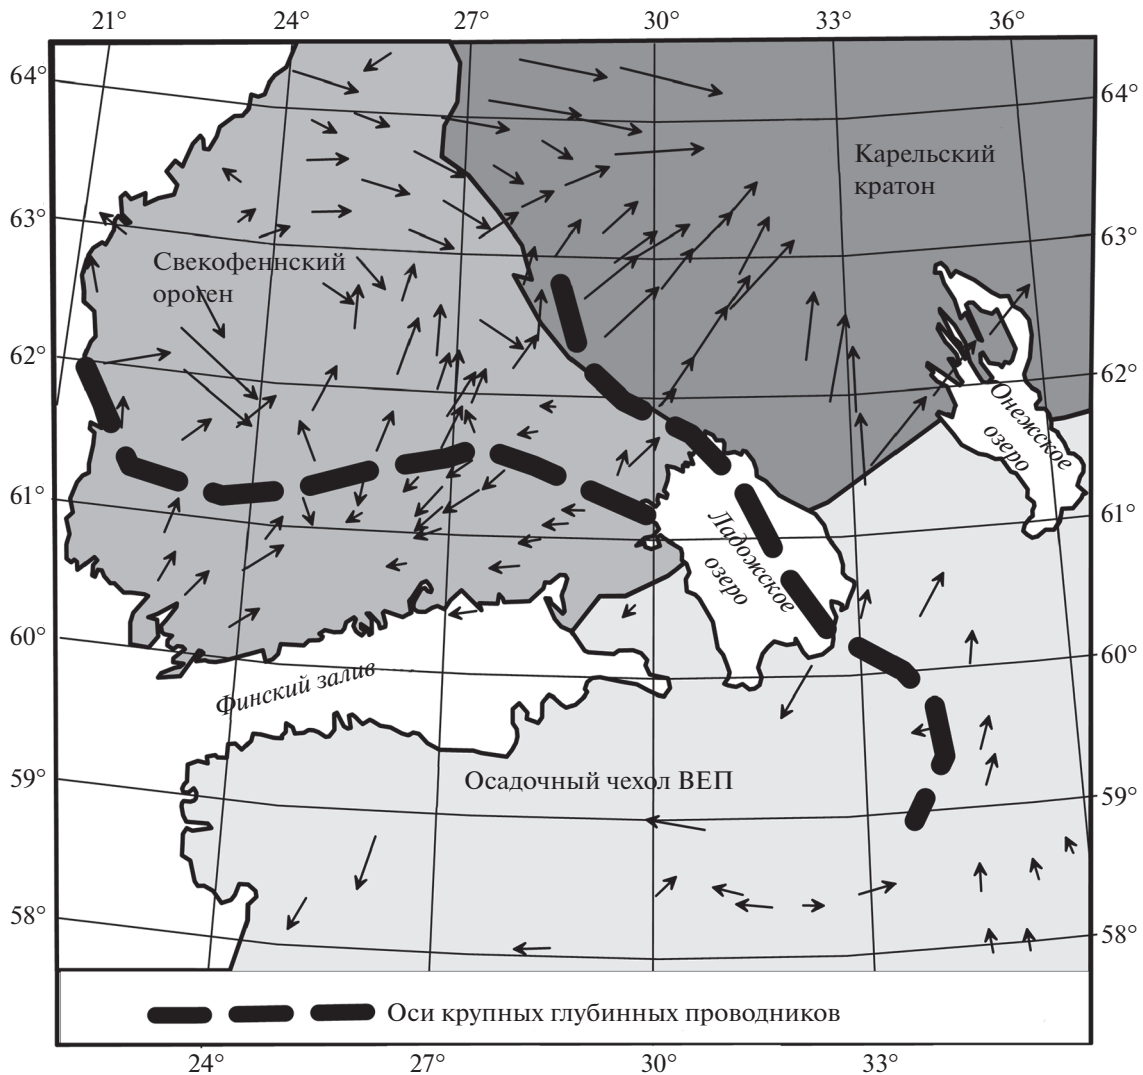 21° 24° 27° 30° 33° 36°
64° 64°
Карельский
кратон
63° 63°
Свекофеннский
ороген
62° 62°
Онежское
озеро
61° 61°
Ладожское
озеро
60° 60°
Финский залив
59° 59°
Осадочный чехол ВЕП
58° 58°
Оси крупных глубинных проводников
24° 27° 30° 33°